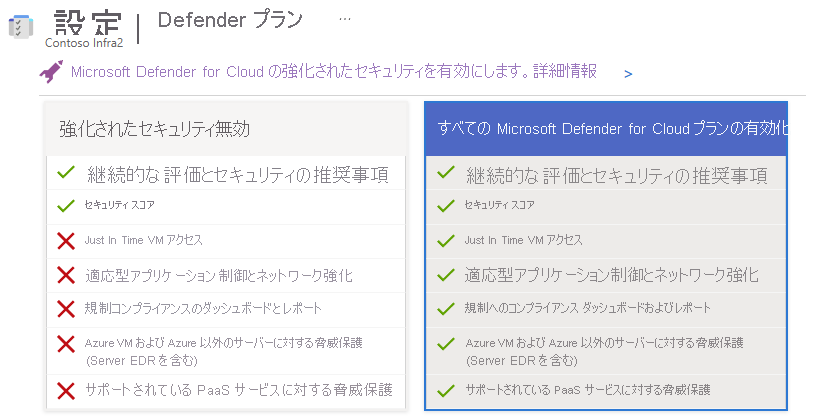 設定 | Defender プラン ...
Contoso Infra2
Microsoft Defender for Cloud の強化されたセキュリティを有効にします。詳細情報 >
強化されたセキュリティ無効
継続的な評価とセキュリティの推奨事項
セキュリティ スコア
Just In Time VM アクセス
適応型アプリケーション制御とネットワーク強化
規制コンプライアンスのダッシュボードとレポート
Azure VM および Azure 以外のサーバーに対する脅威保護
(Server EDR を含む)
サポートされている PaaS サービスに対する脅威保護
すべての Microsoft Defender for Cloud プランの有効化
継続的な評価とセキュリティの推奨事項
セキュリティ スコア
Just In Time VM アクセス
適応型アプリケーション制御とネットワーク強化
規制へのコンプライアンス ダッシュボードおよびレポート
Azure VM および Azure 以外のサーバーに対する脅威保護
(Server EDR を含む)
サポートされている PaaS サービスに対する脅威保護